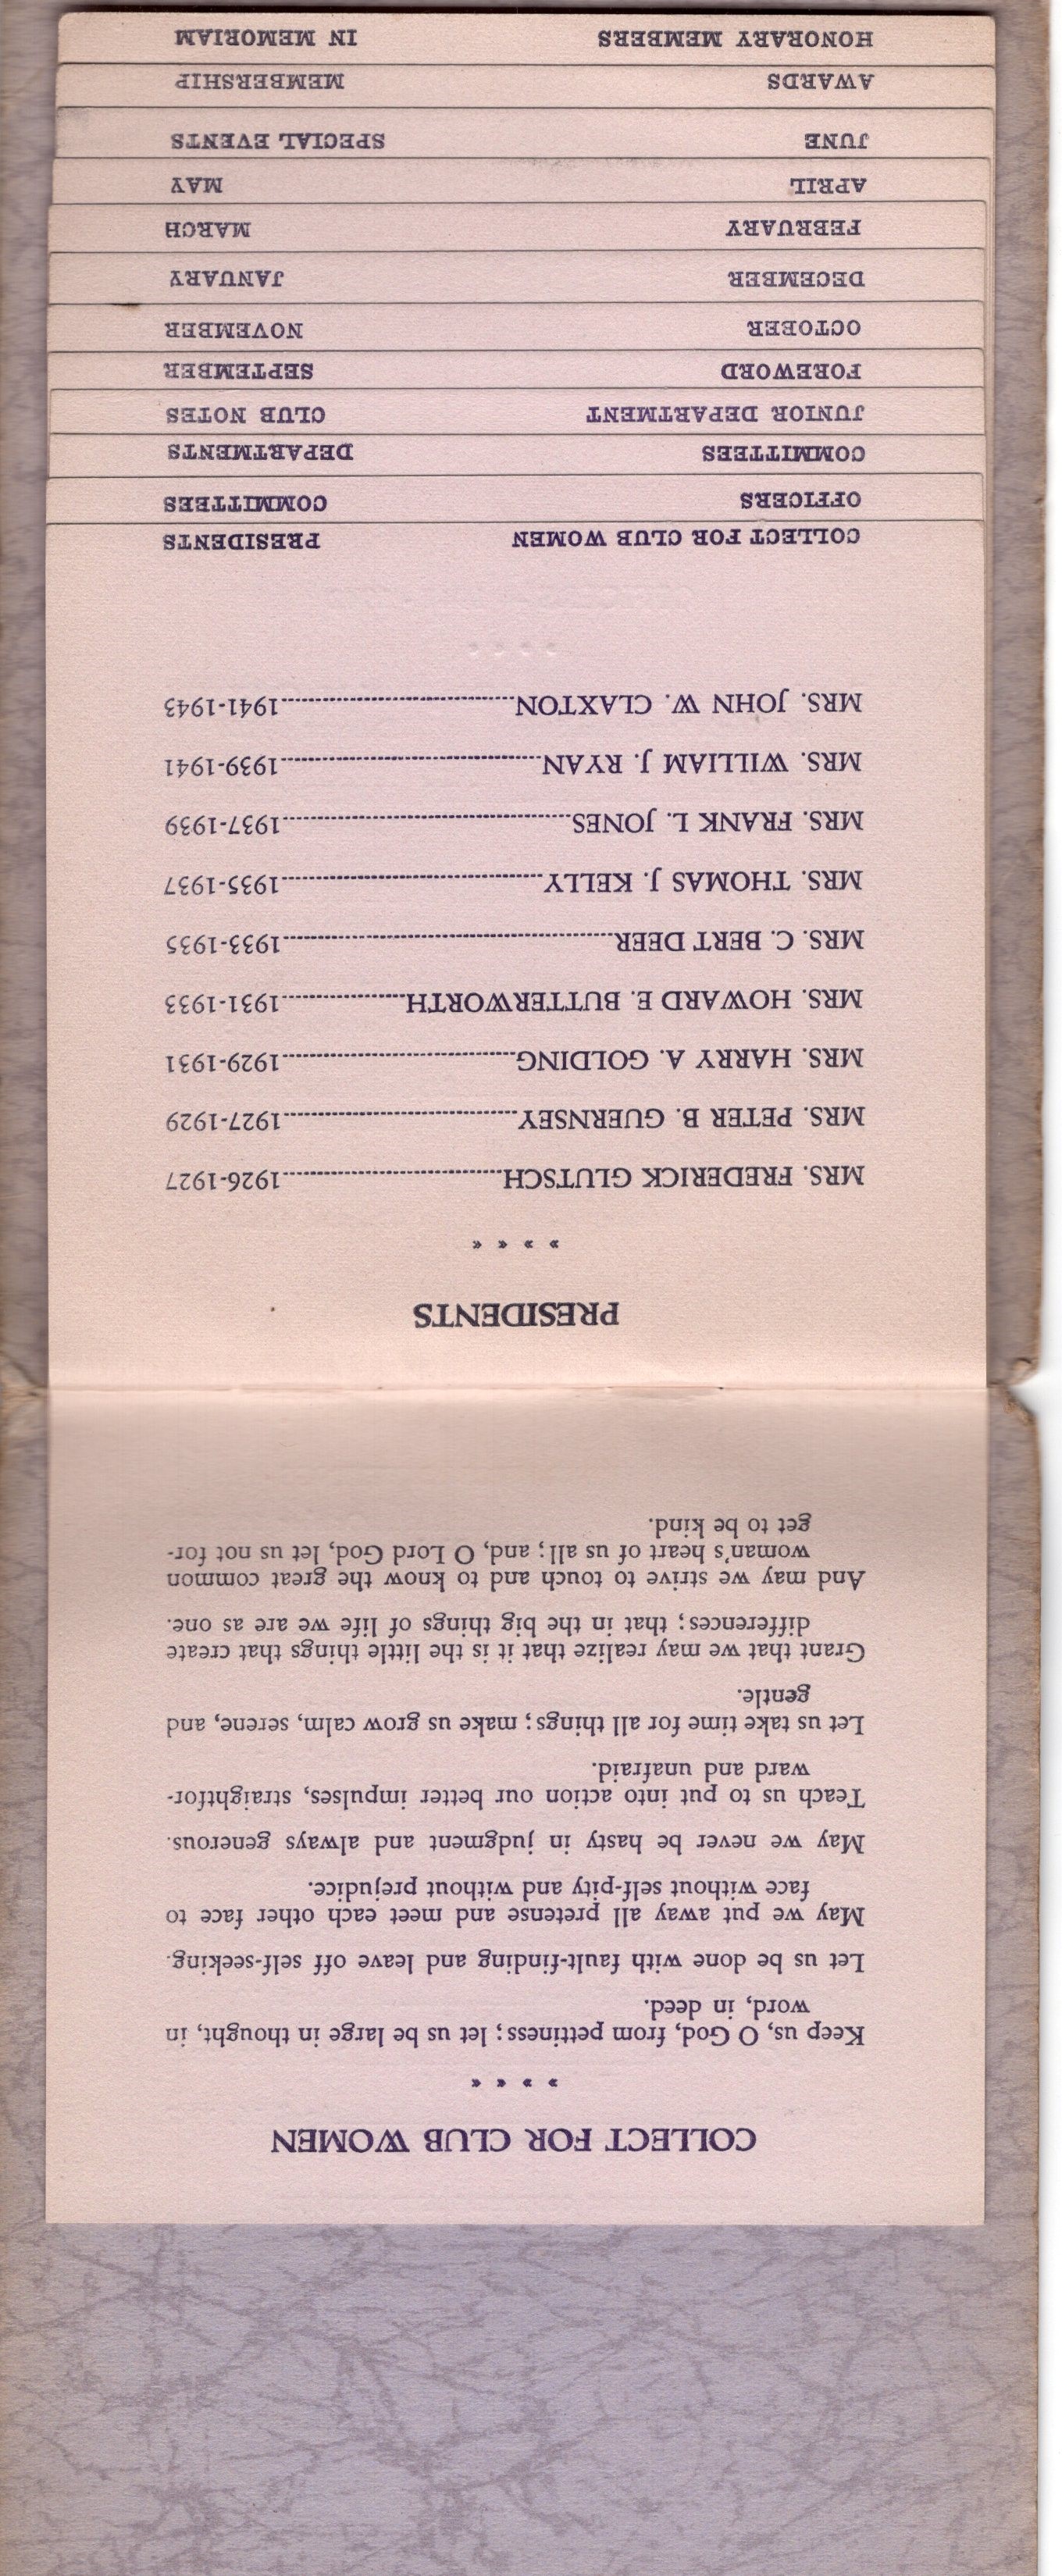 COLLECT FOR CLUB WOMEN
Keep us, O God, from pettiness; let us be large in thought, in
word, in deed.
Let us be done with fault-finding and leave off self-seeking.
May we put away all pretense and meet each other face to
face without self-pity and without prejudice.
May we never be hasty in judgment and always generous.
Teach us to put into action our better impulses, straightfor-
ward and unafraid.
Let us take time for all things; make us grow calm, serene, and
gentle.
Grant that we may realize that it is the little things that create
differences; that in the big things of life we are as one.
And may we strive to touch and to know the great common
woman's heart of us all; and, O Lord God, let us not for-
get to be kind.
PRESIDENTS
MRS. FREDERICK GLUTSCH 1926-1927
MRS. PETER B. GUERNSEY 1927-1929
MRS. HARRY A. GOLDING 1929-1931
MRS. HOWARD E. BUTTERWORTH 1931-1933
MRS. C. BERT DEER 1933-1935
MRS. THOMAS J. KELLY 1935-1937
MRS. FRANK L. JONES 1937-1939
MRS. WILLIAM J. RYAN 1939-1941
MRS. JOHN W. CLAXTON 1941-1943
COLLECT FOR CLUB WOMEN PRESIDENTS
OFFICERS COMMITTEES
COMMITTEES DEPARTMENTS
JUNIOR DEPARTMENT CLUB NOTES
FOREWORD SEPTEMBER
OCTOBER NOVEMBER
DECEMBER JANUARY
FEBRUARY MARCH
APRIL MAY
JUNE SPECIAL EVENTS
AWARDS MEMBERSHIP
HONORARY MEMBERS IN MEMORIAM